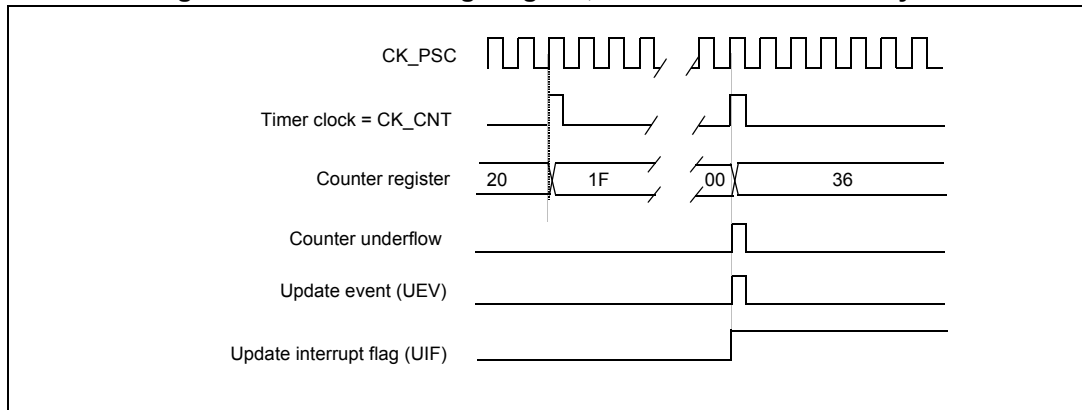 CK_PSC
Timer clock = CK_CNT
Counter register 20 1F 00 36
Counter underflow
Update event (UEV)
Update interrupt flag (UIF)